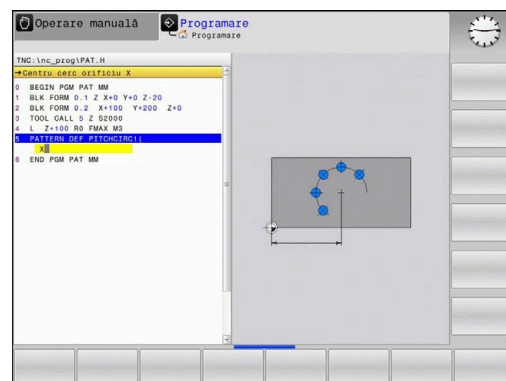 Operare manuală
Programare
Programare
TNC:\nc_prog\PAT.H
→Centru cerc orificiu X
0 BEGIN PGM PAT MM
1 BLK FORM 0.1 Z X+0 Y+0 Z-20
2 BLK FORM 0.2 X+100 Y+200 Z+0
3 TOOL CALL 5 Z S2000
4 L Z+100 R0 FMAX M3
5 PATTERN DEF PITCHCIRC1(
X
6 END PGM PAT MM